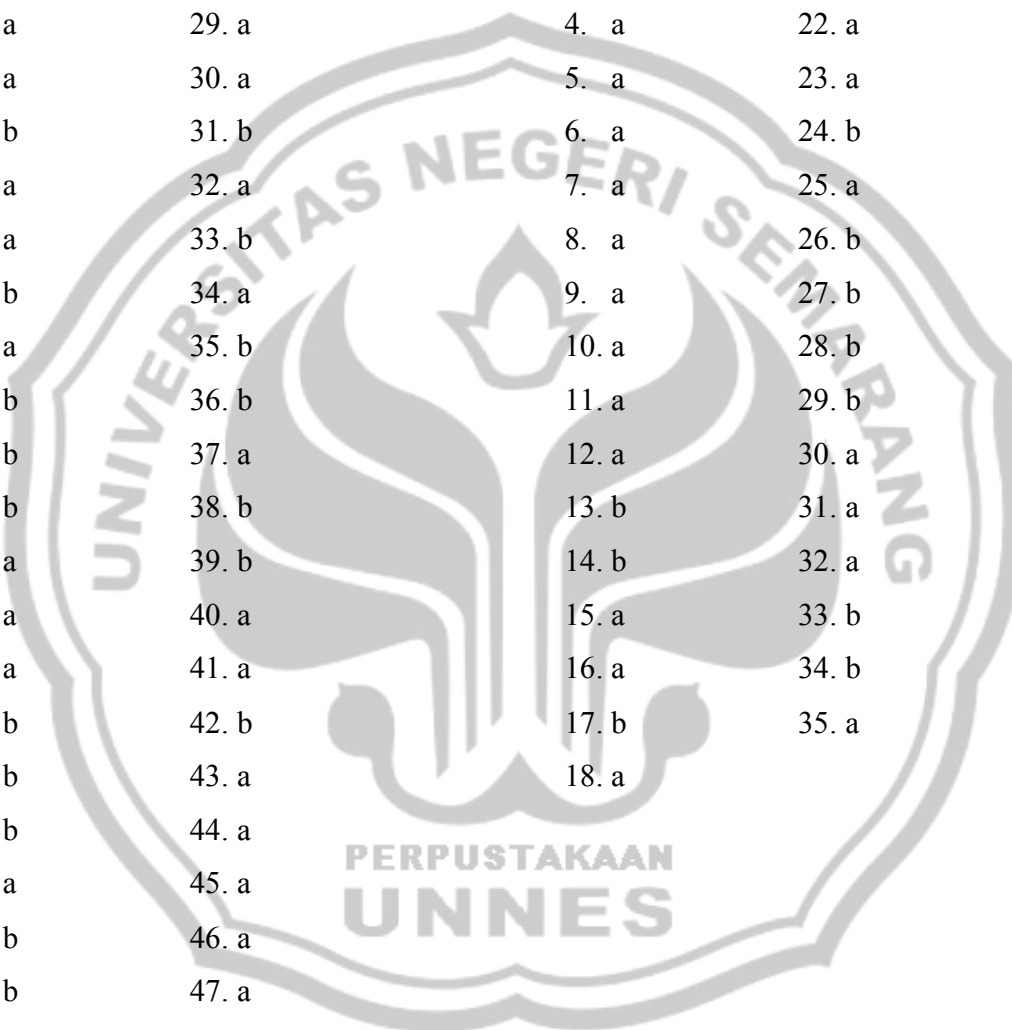 a 29. a 4. a 22. a
a 30. a 5. a 23. a
b 31. b 6. a 24. b
a 32. a 7. a 25. a
a 33. b 8. a 26. b
b 34. a 9. a 27. b
a 35. b 10. a 28. b
b 36. b 11. a 29. b
b 37. a 12. a 30. a
b 38. b 13. b 31. a
a 39. b 14. b 32. a
a 40. a 15. a 33. b
a 41. a 16. a 34. b
b 42. b 17. b 35. a
b 43. a 18. a
b 44. a
a 45. a
b 46. a
b 47. a
UNIVERSITAS NEGERI SEMARANG
PERPUSTAKAAN
UNNES